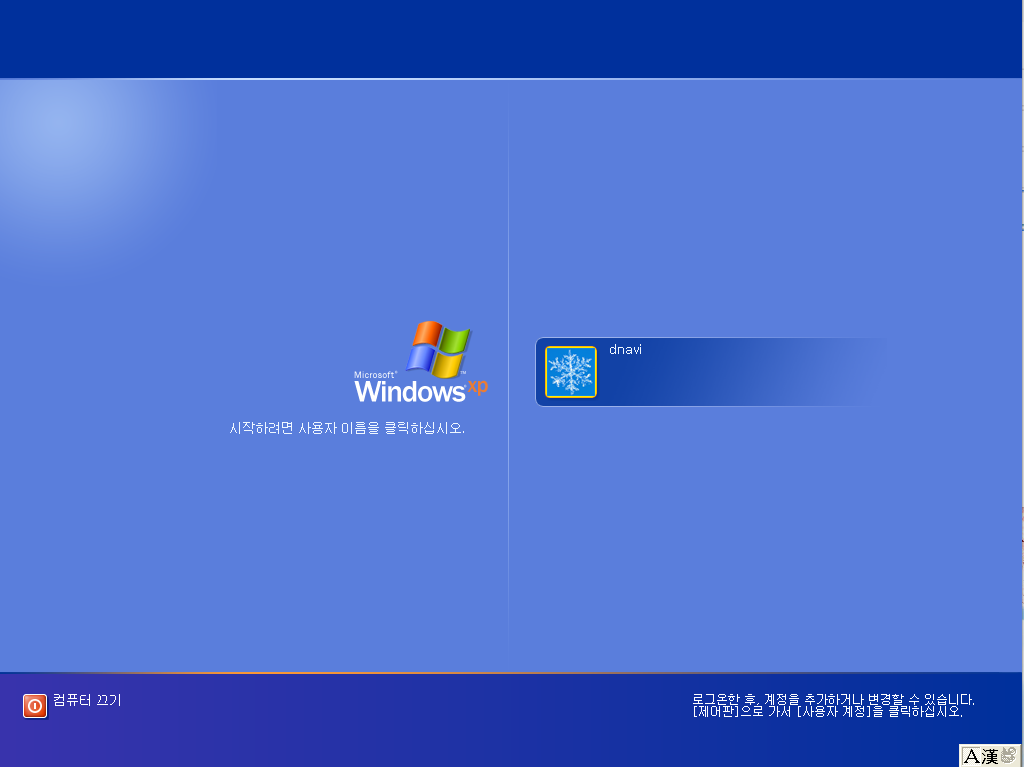 Microsoft®
Windows xp™
시작하려면 사용자 이름을 클릭하십시오.
dnavi
컴퓨터 끄기
로그온한 후, 계정을 추가하거나 변경할 수 있습니다.
[제어판]으로 가서 [사용자 계정]을 클릭하십시오.
A漢